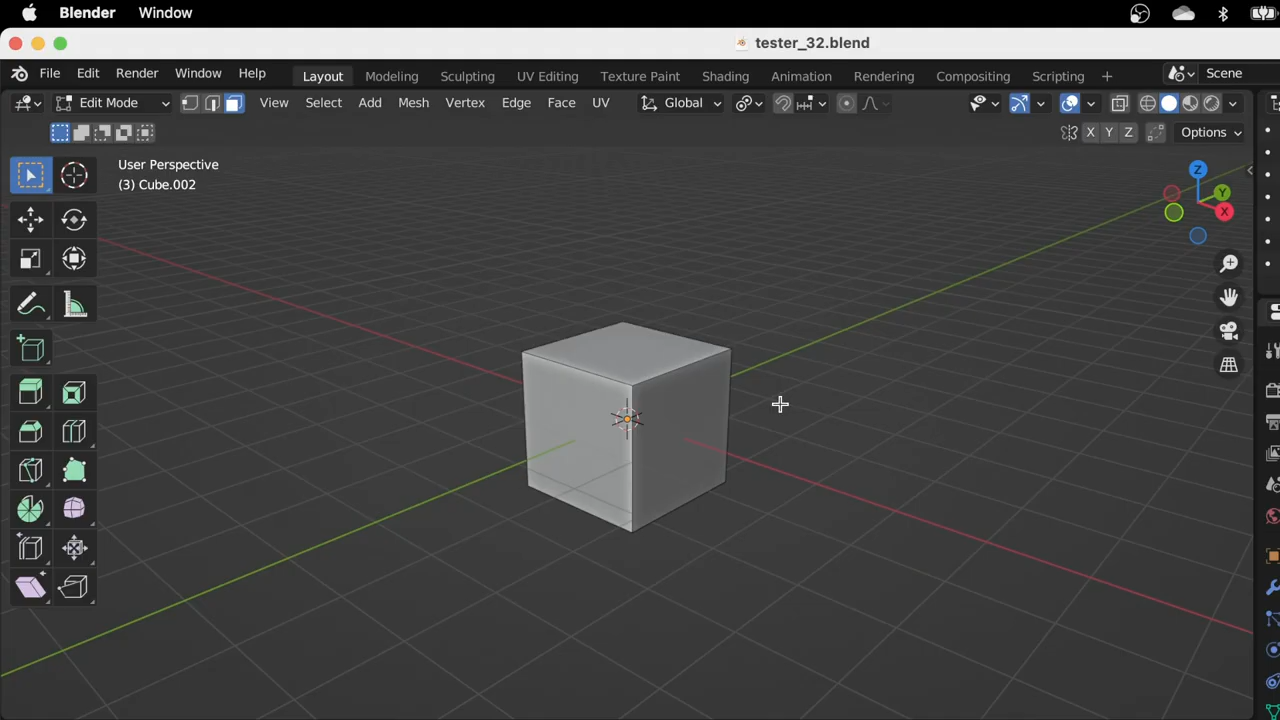 Blender Window
tester_32.blend
File Edit Render Window Help Layout Modeling Sculpting UV Editing Texture Paint Shading Animation Rendering Compositing Scripting + Scene
Edit Mode View Select Add Mesh Vertex Edge Face UV Global
X Y Z Options
User Perspective
(3) Cube.002
Z
Y
X